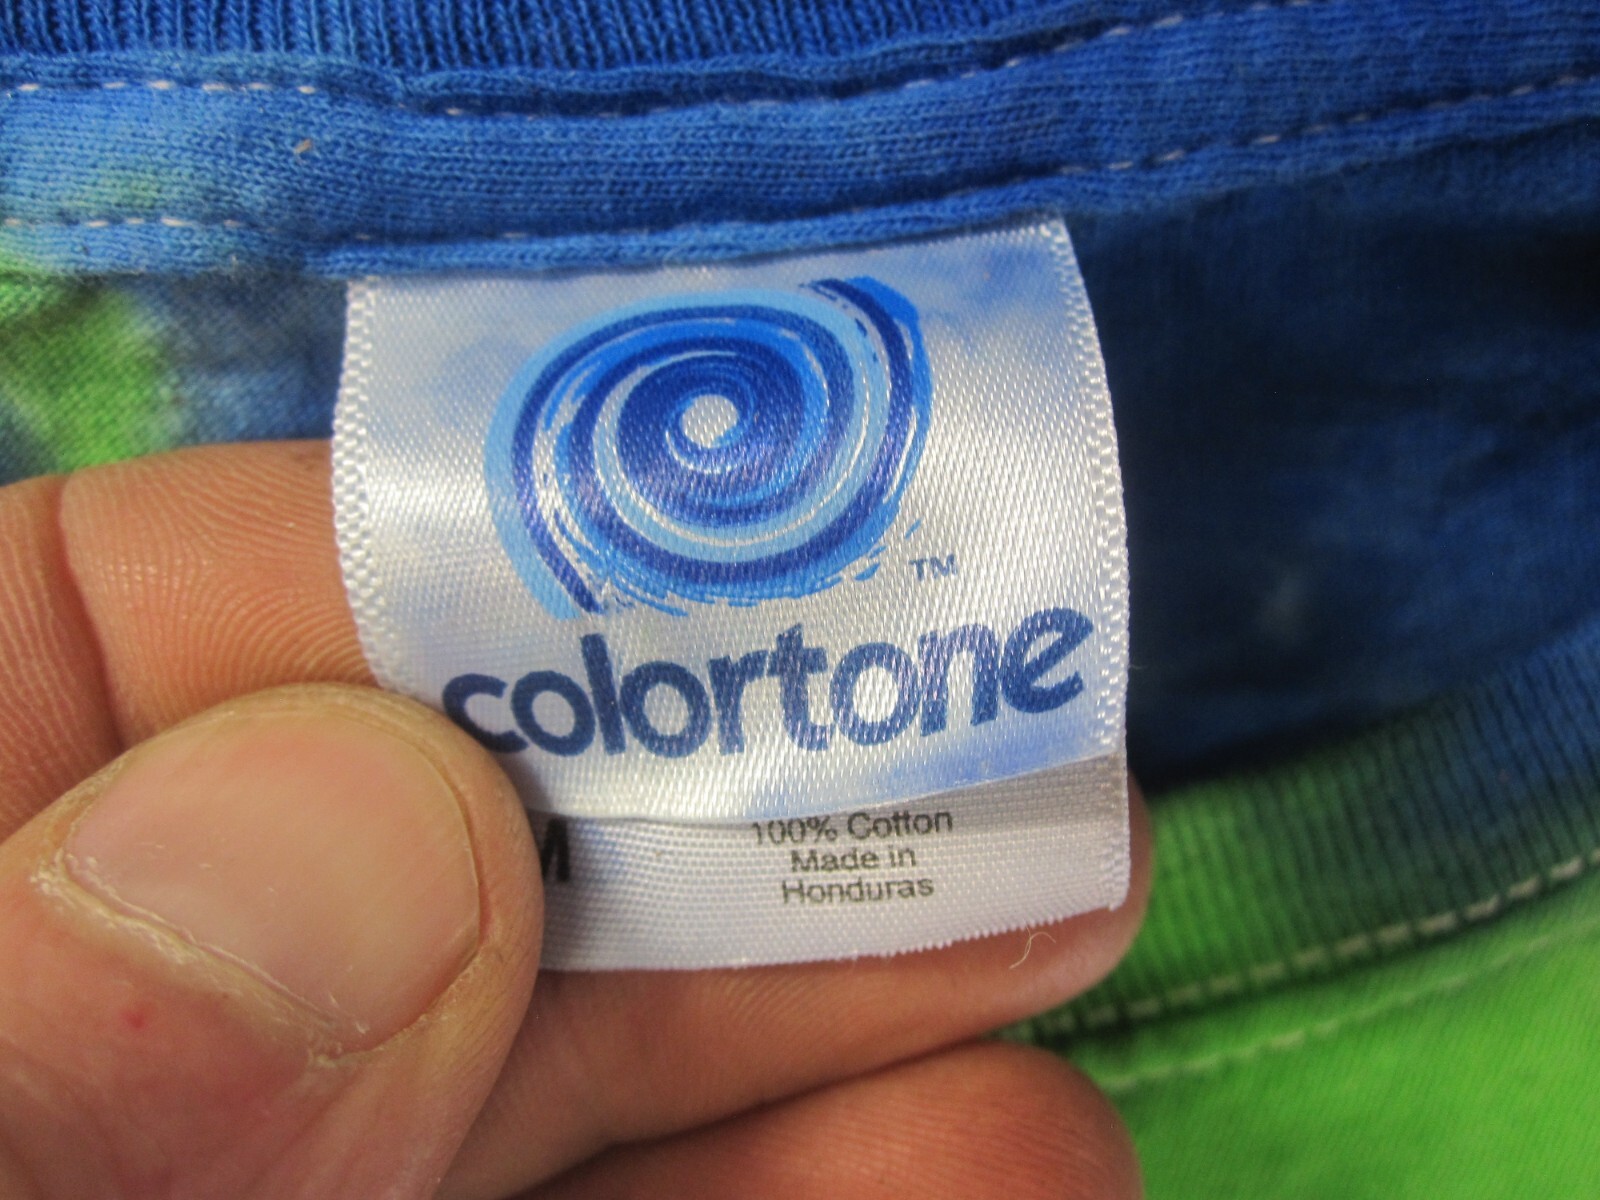 TM
colortone
M
100% Cotton
Made in
Honduras